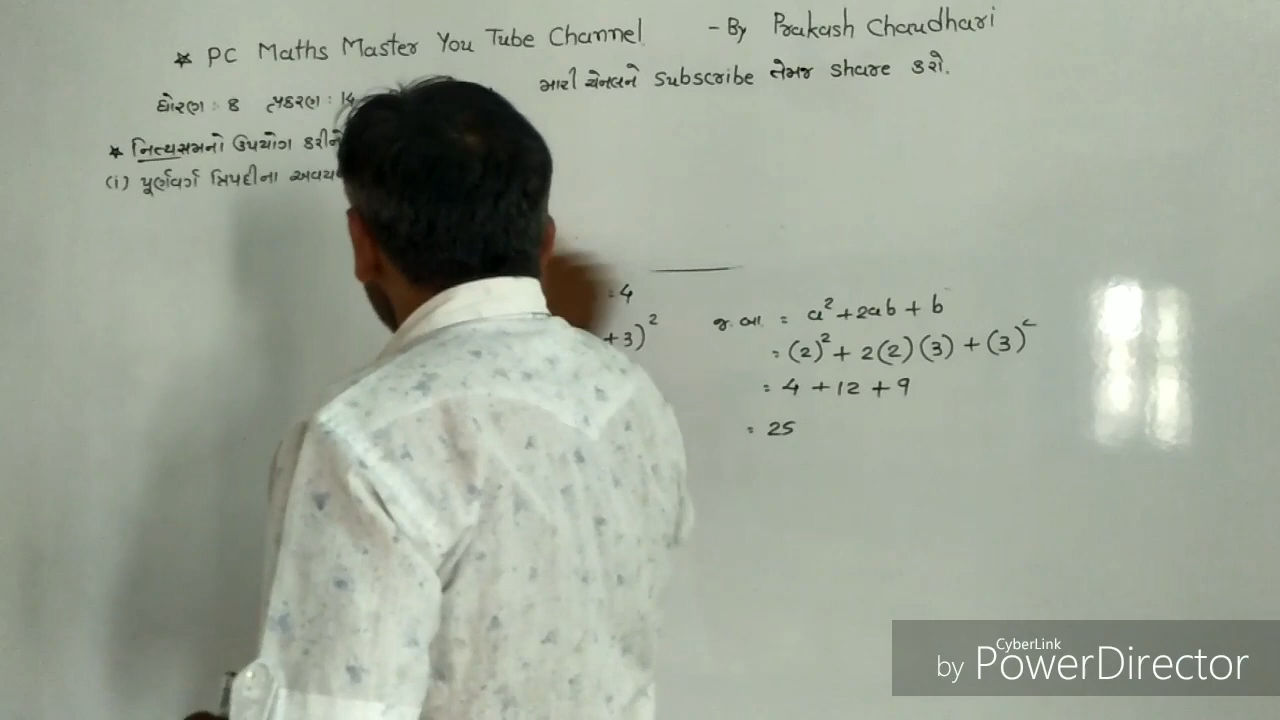 * PC Maths Master You Tube Channel - By Prakash Chaudhari
મારી ચેનલને Subscribe તેમજ share કરો.
ધોરણ : 8 પ્રકરણ : 14
* નિત્યસમનો ઉપયોગ કરીને
(i) પૂર્ણવર્ગ ત્રિપદીના અવય
= 4
+3)²
જ.બા. = a² + 2ab + b
= (2)² + 2(2)(3) + (3)²
= 4 + 12 + 9
= 25
by CyberLink PowerDirector